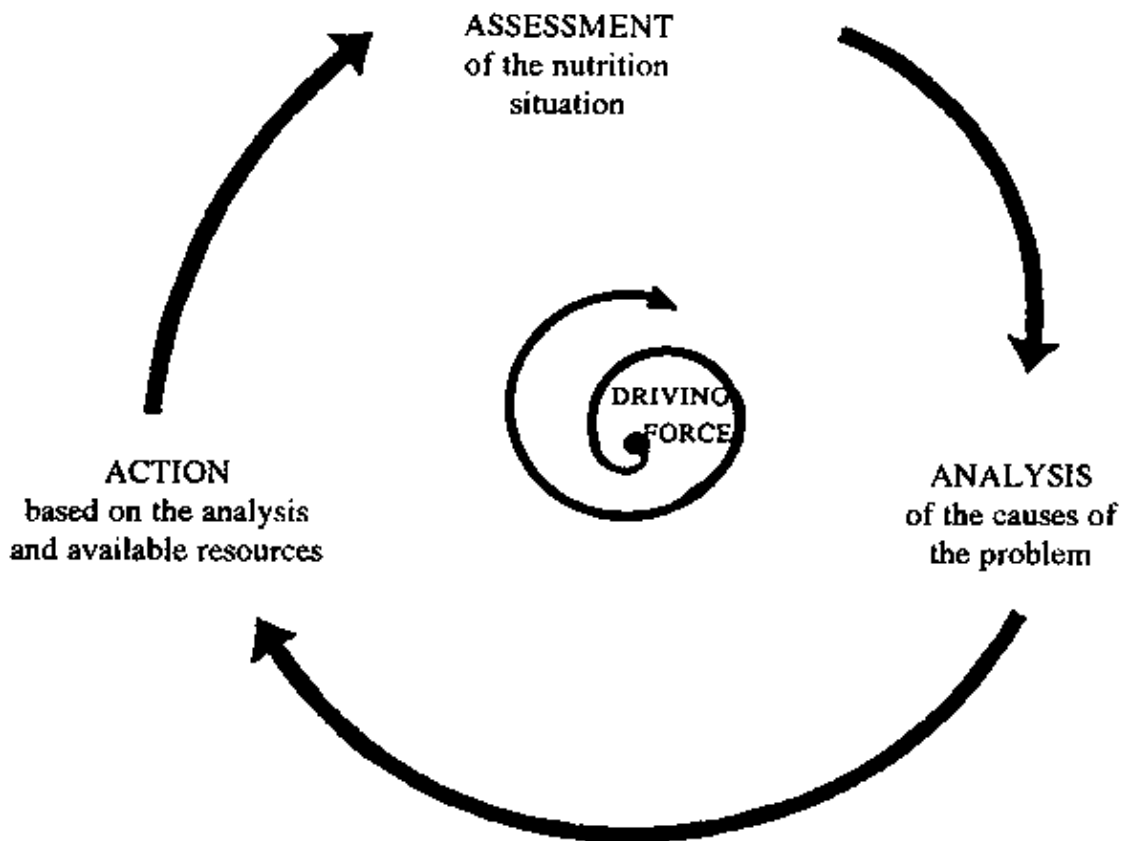 ASSESSMENT
of the nutrition
situation
DRIVING
FORCE
ACTION
based on the analysis
and available resources
ANALYSIS
of the causes of
the problem